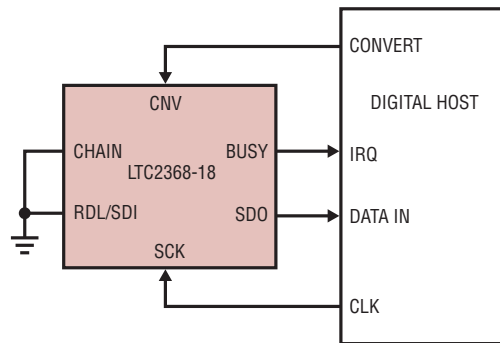 CONVERT
CNV
DIGITAL HOST
CHAIN
BUSY
IRQ
LTC2368-18
RDL/SDI
SDO
DATA IN
SCK
CLK